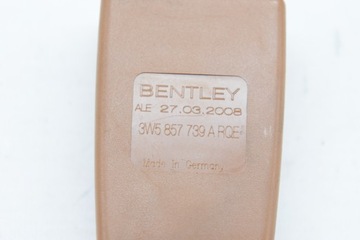 BENTLEY
ALE 27.03.2008
3W5 857 739 A RQE
Made In Germany